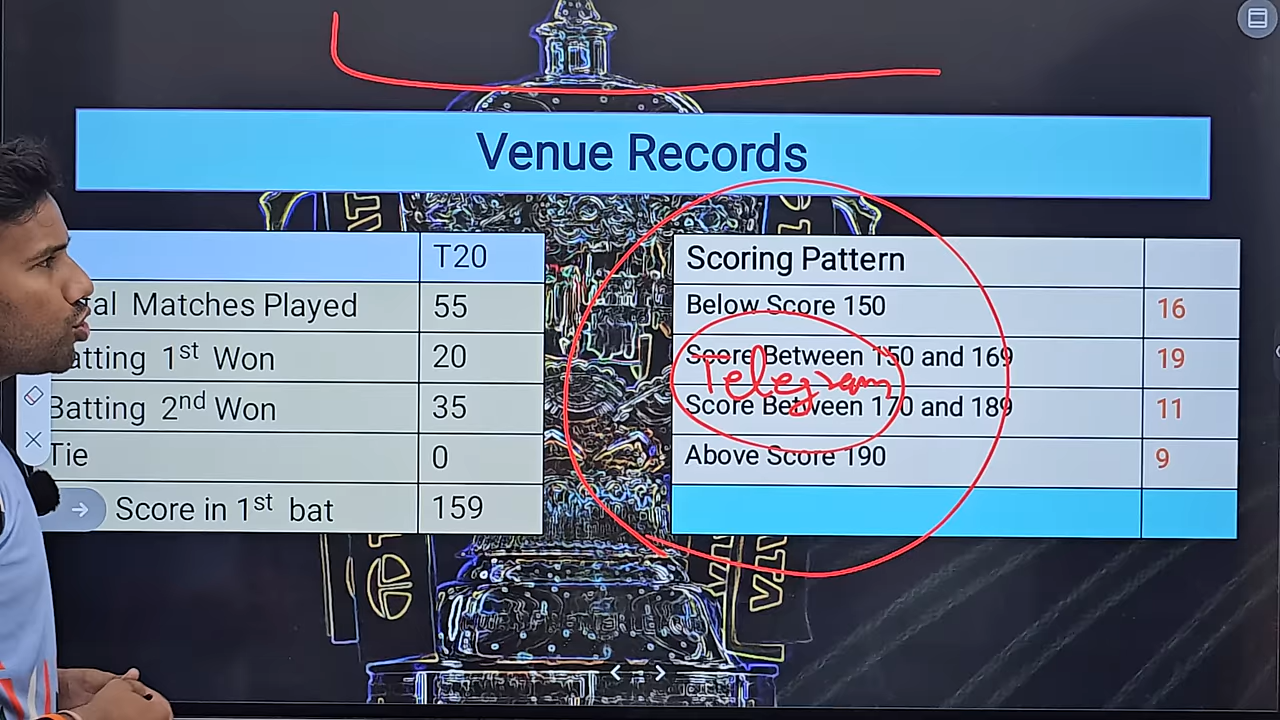 Venue Records
T20
tal Matches Played 55
atting 1st Won 20
Batting 2nd Won 35
Tie 0
Score in 1st bat 159
Scoring Pattern
Below Score 150 16
Score Between 150 and 169 19
Telegram
Score Between 170 and 189 11
Above Score 190 9
TATA